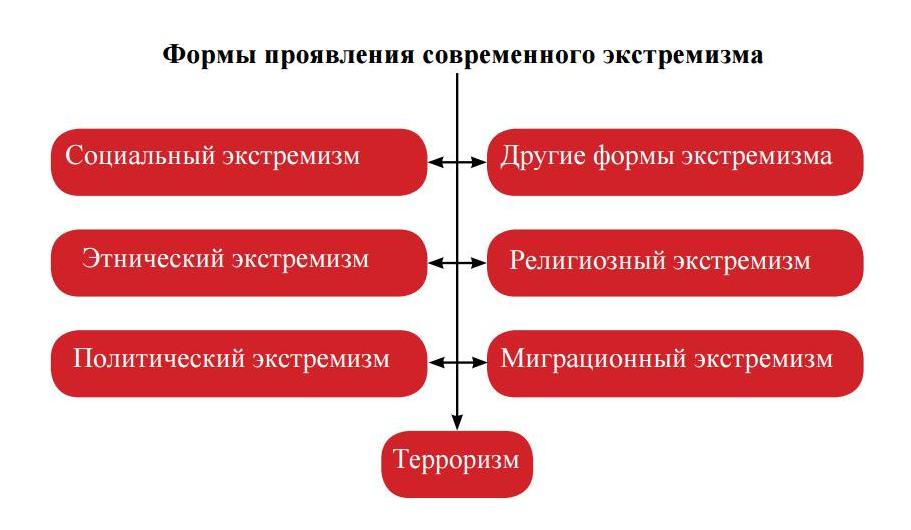 Формы проявления современного экстремизма
Социальный экстремизм
Другие формы экстремизма
Этнический экстремизм
Религиозный экстремизм
Политический экстремизм
Миграционный экстремизм
Терроризм